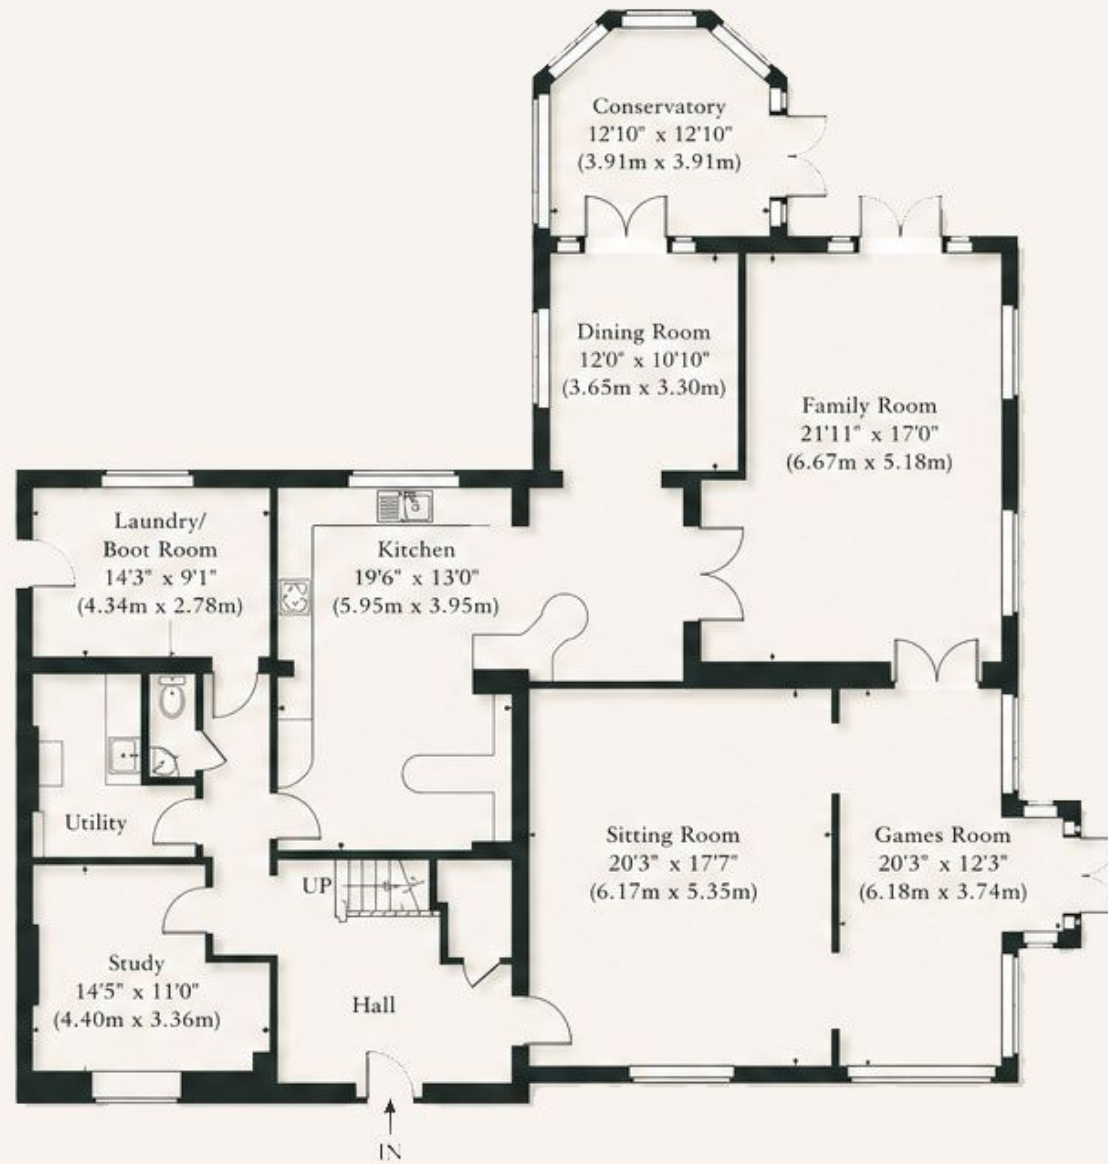 Conservatory
12'10" x 12'10"
(3.91m x 3.91m)
Dining Room
12'0" x 10'10"
(3.65m x 3.30m)
Family Room
21'11" x 17'0"
(6.67m x 5.18m)
Laundry/
Boot Room
14'3" x 9'1"
(4.34m x 2.78m)
Kitchen
19'6" x 13'0"
(5.95m x 3.95m)
Utility
UP
Sitting Room
20'3" x 17'7"
(6.17m x 5.35m)
Games Room
20'3" x 12'3"
(6.18m x 3.74m)
Study
14'5" x 11'0"
(4.40m x 3.36m)
Hall
IN